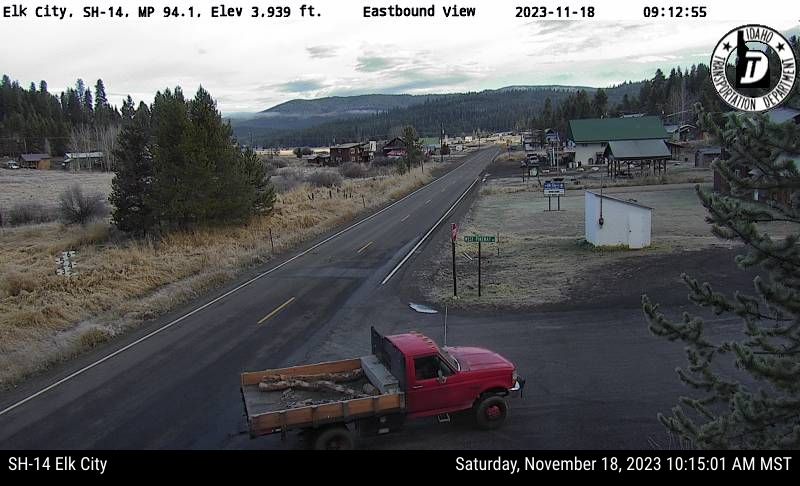 Elk City, SH-14, MP 94.1, Elev 3,939 ft. Eastbound View 2023-11-18 09:12:55
IDAHO
TRANSPORTATION DEPARTMENT
SH-14 Elk City Saturday, November 18, 2023 10:15:01 AM MST